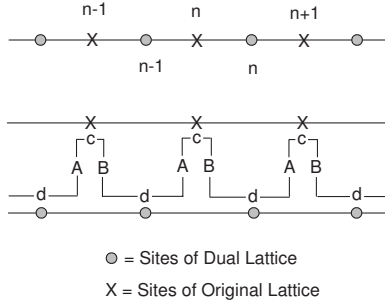 n-1 n n+1
X X X
n-1 n
X X X
c c c
A B A B A B
d d d d
= Sites of Dual Lattice
X = Sites of Original Lattice